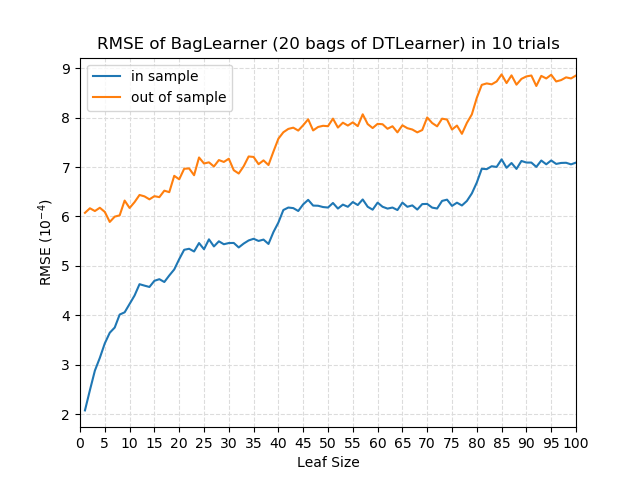 RMSE of BagLearner (20 bags of DTLearner) in 10 trials
in sample
out of sample
9
8
7
6
5
4
3
2
RMSE (10⁻⁴)
0 5 10 15 20 25 30 35 40 45 50 55 60 65 70 75 80 85 90 95 100
Leaf Size